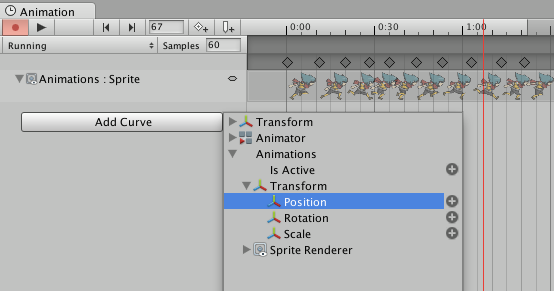 Animation
67
0:00 0:30 1:00
Running Samples 60
Animations : Sprite
Add Curve
Transform
Animator
Animations
Is Active
Transform
Position
Rotation
Scale
Sprite Renderer